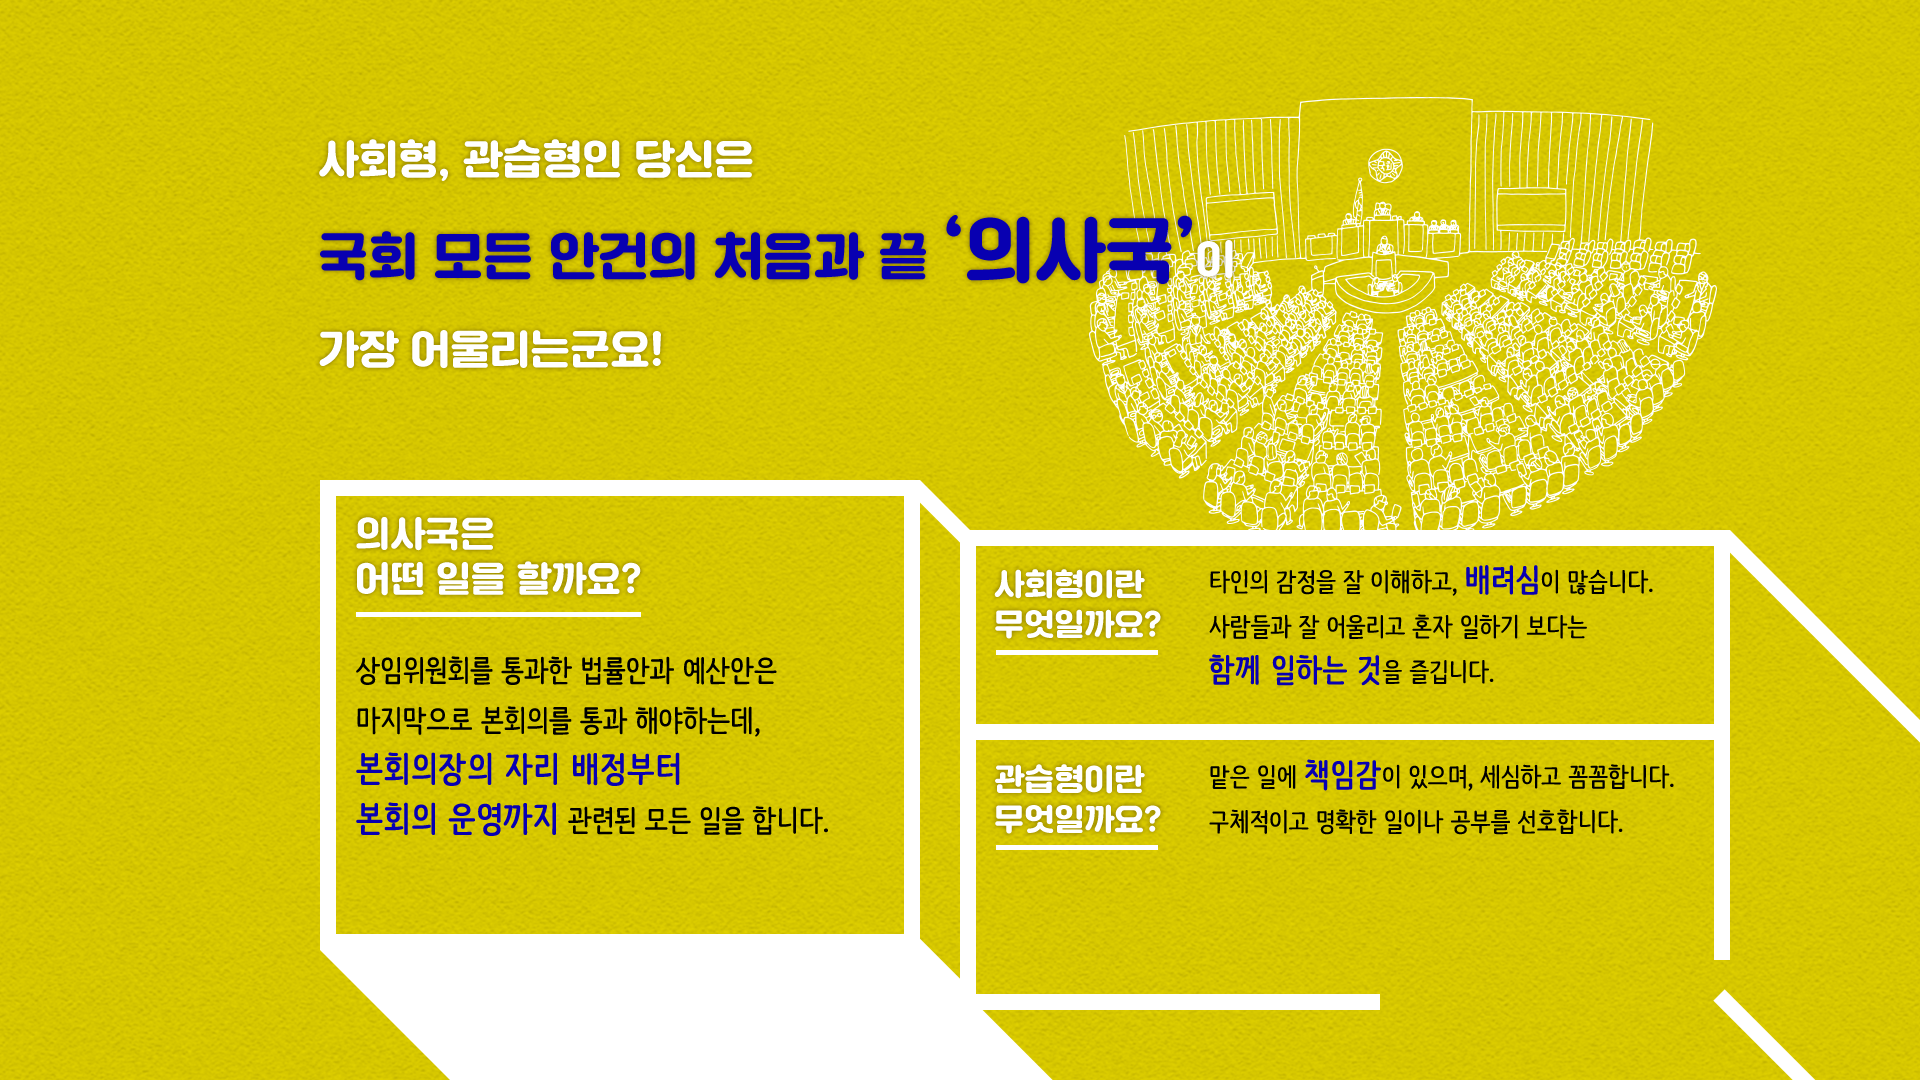 사회형, 관습형인 당신은
국회 모든 안건의 처음과 끝 ‘의사국’이
가장 어울리는군요!
의사국은
어떤 일을 할까요?
상임위원회를 통과한 법률안과 예산안은
마지막으로 본회의를 통과 해야하는데,
본회의장의 자리 배정부터
본회의 운영까지 관련된 모든 일을 합니다.
사회형이란
무엇일까요?
타인의 감정을 잘 이해하고, 배려심이 많습니다.
사람들과 잘 어울리고 혼자 일하기 보다는
함께 일하는 것을 즐깁니다.
관습형이란
무엇일까요?
맡은 일에 책임감이 있으며, 세심하고 꼼꼼합니다.
구체적이고 명확한 일이나 공부를 선호합니다.